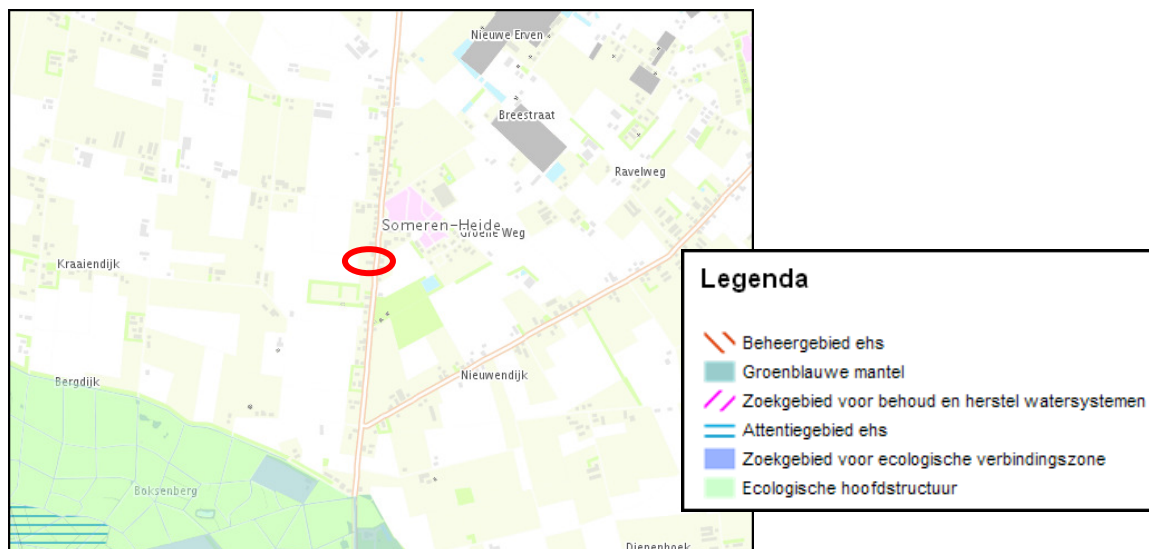 Nieuwe Erven
Breestraat
Ravelweg
Someren-Heide
Groene Weg
Kraaiendijk
Nieuwendijk
Bergdijk
Boksenberg
Diepenhoek
Legenda
Beheergebied ehs
Groenblauwe mantel
Zoekgebied voor behoud en herstel watersystemen
Attentiegebied ehs
Zoekgebied voor ecologische verbindingszone
Ecologische hoofdstructuur